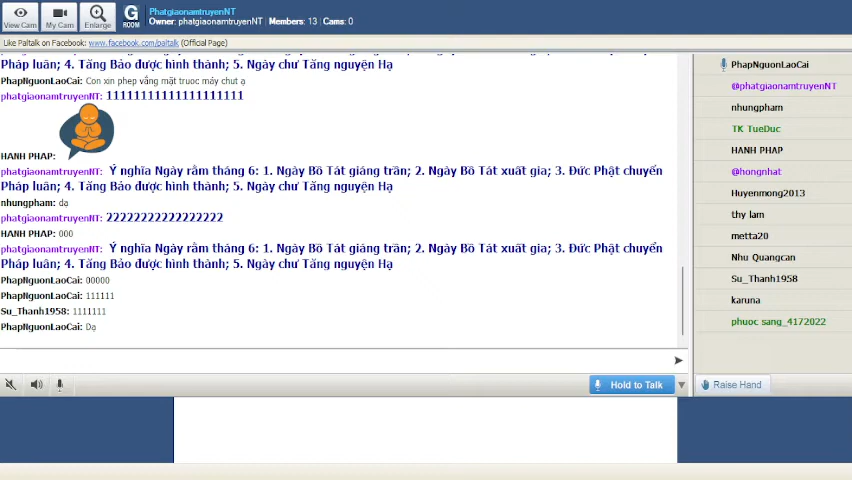 View Cam
My Cam
Enlarge
G
ROOM
PhatgiaonamtruyenNT
Owner: phatgiaonamtruyenNT | Members: 13 | Cams: 0
Like Paltalk on Facebook: www.facebook.com/paltalk (Official Page)
Pháp luân; 4. Tăng Bảo được hình thành; 5. Ngày chư Tăng nguyện Hạ
PhapNguonLaoCai: Con xin phep vắng mặt truoc máy chut ạ
phatgiaonamtruyenNT: 11111111111111111111
HANH PHAP:
phatgiaonamtruyenNT: Ý nghĩa Ngày rằm tháng 6: 1. Ngày Bồ Tát giáng trần; 2. Ngày Bồ Tát xuất gia; 3. Đức Phật chuyển
Pháp luân; 4. Tăng Bảo được hình thành; 5. Ngày chư Tăng nguyện Hạ
nhungpham: dạ
phatgiaonamtruyenNT: 22222222222222222
HANH PHAP: 000
phatgiaonamtruyenNT: Ý nghĩa Ngày rằm tháng 6: 1. Ngày Bồ Tát giáng trần; 2. Ngày Bồ Tát xuất gia; 3. Đức Phật chuyển
Pháp luân; 4. Tăng Bảo được hình thành; 5. Ngày chư Tăng nguyện Hạ
PhapNguonLaoCai: 00000
PhapNguonLaoCai: 111111
Su_Thanh1958: 1111111
PhapNguonLaoCai: Dạ
Hold to Talk
PhapNguonLaoCai
@phatgiaonamtruyenNT
nhungpham
TK TueDuc
HANH PHAP
@hongnhat
Huyenmong2013
thy lam
metta20
Nhu Quangcan
Su_Thanh1958
karuna
phuoc sang_4172022
Raise Hand